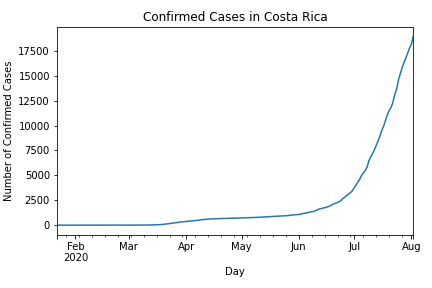 Confirmed Cases in Costa Rica
Number of Confirmed Cases
17500
15000
12500
10000
7500
5000
2500
0
Feb Mar Apr May Jun Jul Aug
2020
Day